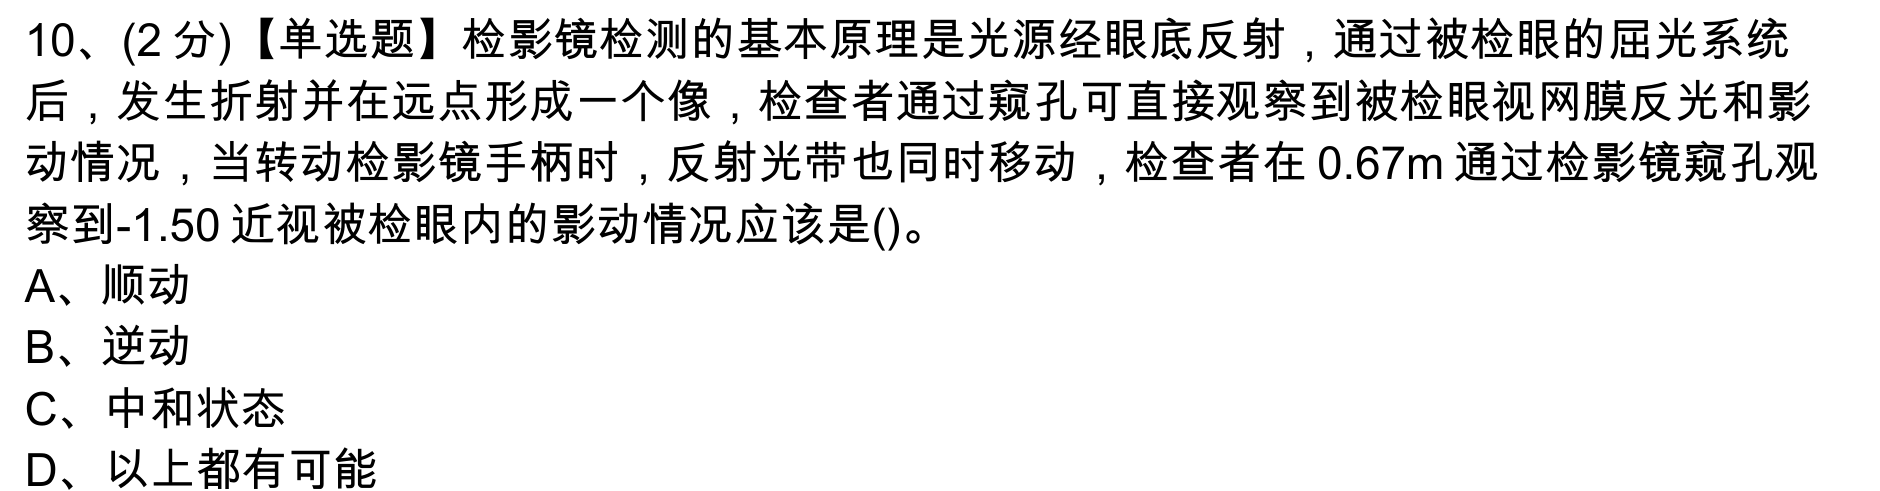 10、(2 分)【单选题】检影镜检测的基本原理是光源经眼底反射，通过被检眼的屈光系统
后，发生折射并在远点形成一个像，检查者通过窥孔可直接观察到被检眼视网膜反光和影
动情况，当转动检影镜手柄时，反射光带也同时移动，检查者在 0.67m 通过检影镜窥孔观
察到-1.50 近视被检眼内的影动情况应该是()。
A、顺动
B、逆动
C、中和状态
D、以上都有可能